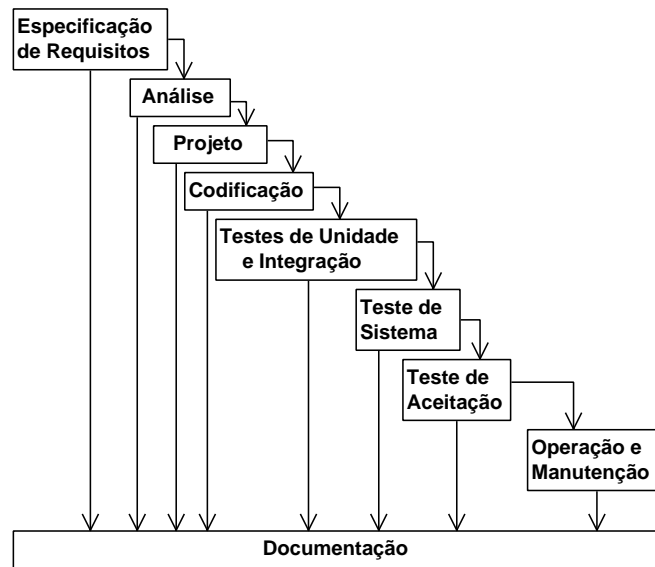 Especificação
de Requisitos
Análise
Projeto
Codificação
Testes de Unidade
e Integração
Teste de
Sistema
Teste de
Aceitação
Operação e
Manutenção
Documentação